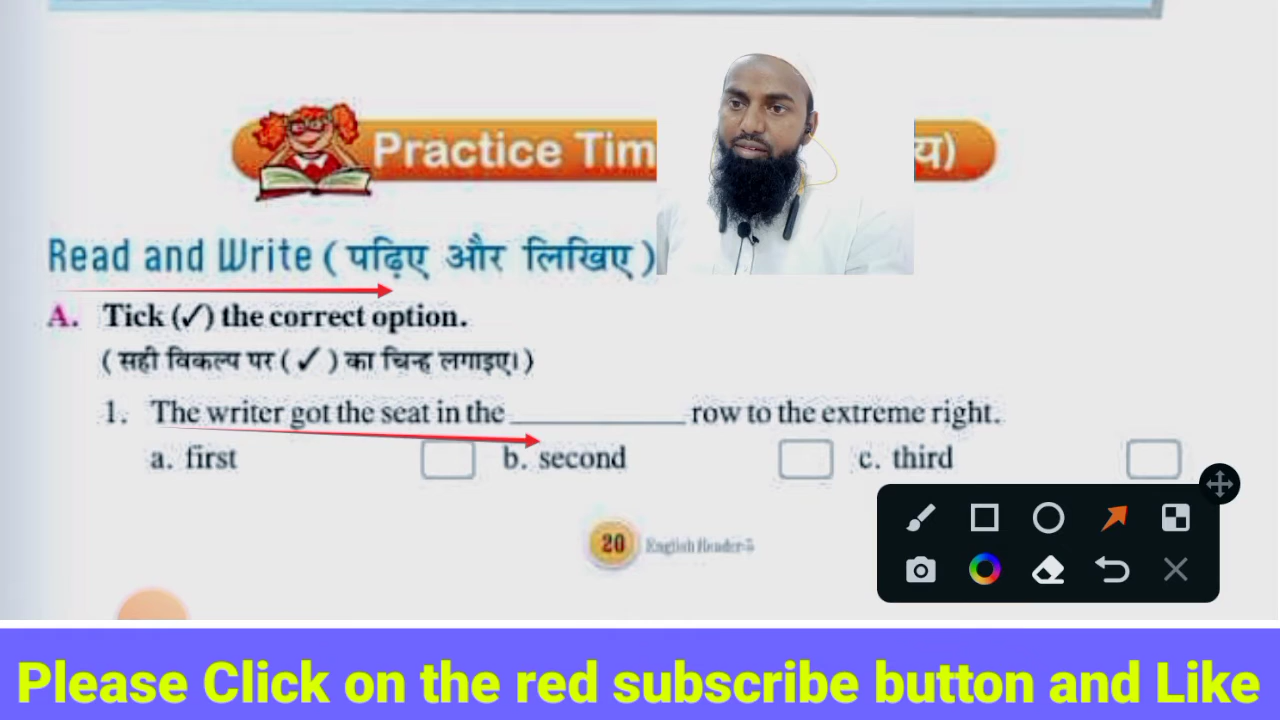 Practice Tim य)
Read and Write ( पढ़िए और लिखिए )
A. Tick (✓) the correct option.
( सही विकल्प पर ( ✓ ) का चिन्ह लगाइए। )
1. The writer got the seat in the ________ row to the extreme right.
a. first b. second c. third
20 English Reader-5
Please Click on the red subscribe button and Like